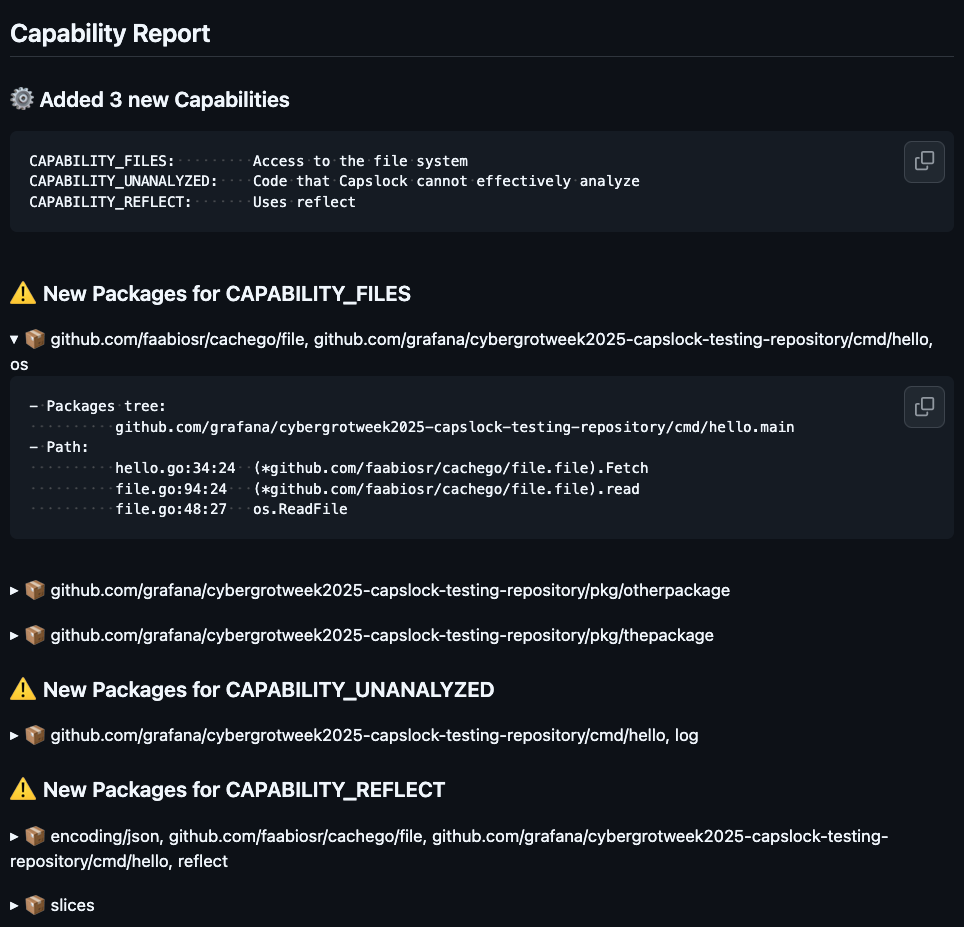 Capability Report
⚙️ Added 3 new Capabilities
CAPABILITY_FILES:·········Access·to·the·file·system
CAPABILITY_UNANALYZED:····Code·that·Capslock·cannot·effectively·analyze
CAPABILITY_REFLECT:·······Uses·reflect
⚠️ New Packages for CAPABILITY_FILES
▼ 📦 github.com/faabiosr/cachego/file, github.com/grafana/cybergrotweek2025-capslock-testing-repository/cmd/hello,
os
–·Packages·tree:
··········github.com/grafana/cybergrotweek2025-capslock-testing-repository/cmd/hello.main
–·Path:
··········hello.go:34:24··(*github.com/faabiosr/cachego/file.file).Fetch
··········file.go:94:24···(*github.com/faabiosr/cachego/file.file).read
··········file.go:48:27···os.ReadFile
▶ 📦 github.com/grafana/cybergrotweek2025-capslock-testing-repository/pkg/otherpackage
▶ 📦 github.com/grafana/cybergrotweek2025-capslock-testing-repository/pkg/thepackage
⚠️ New Packages for CAPABILITY_UNANALYZED
▶ 📦 github.com/grafana/cybergrotweek2025-capslock-testing-repository/cmd/hello, log
⚠️ New Packages for CAPABILITY_REFLECT
▶ 📦 encoding/json, github.com/faabiosr/cachego/file, github.com/grafana/cybergrotweek2025-capslock-testing-
repository/cmd/hello, reflect
▶ 📦 slices